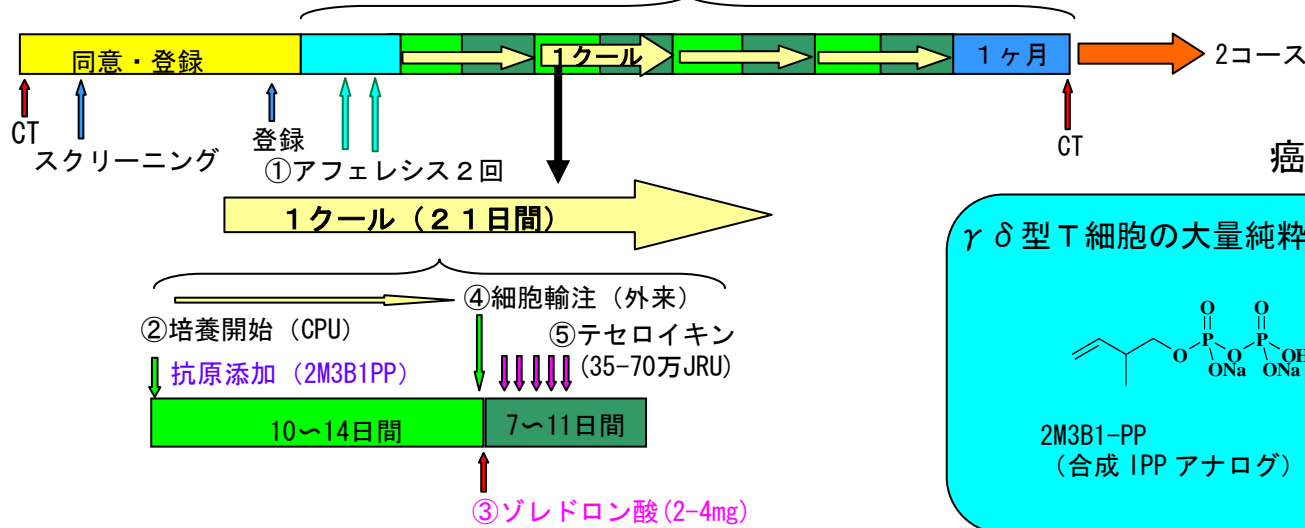 同意・登録
1クール
1ヶ月
2コース
CT
スクリーニング
登録
①アフェレシス2回
CT
癌
1クール(21日間)
γδ型T細胞の大量純粋
②培養開始(CPU)
抗原添加(2M3B1PP)
④細胞輸注(外来)
⑤テセロイキン
(35-70万JRU)
10〜14日間
7〜11日間
③ゾレドロン酸(2-4mg)
O O
O P O P OH
ONa ONa
2M3B1-PP
(合成IPPアナログ)